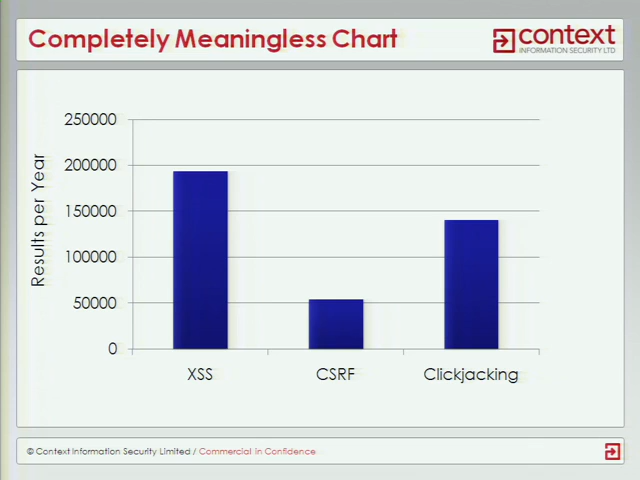 Completely Meaningless Chart
context
INFORMATION SECURITY LTD
Results per Year
250000
200000
150000
100000
50000
0
XSS
CSRF
Clickjacking
© Context Information Security Limited / Commercial in Confidence